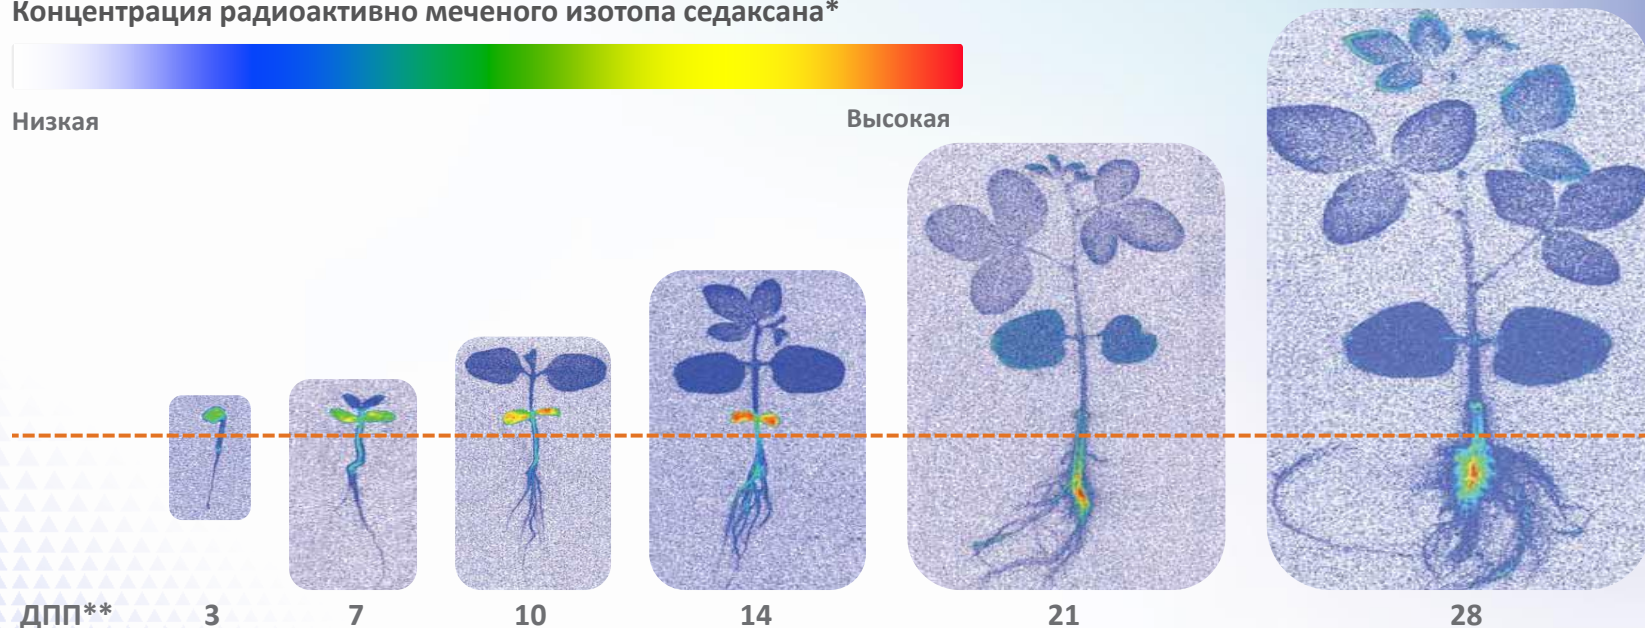 Концентрация радиоактивно меченого изотопа седаксана*
Низкая
Высокая
ДПП** 3 7 10 14 21 28